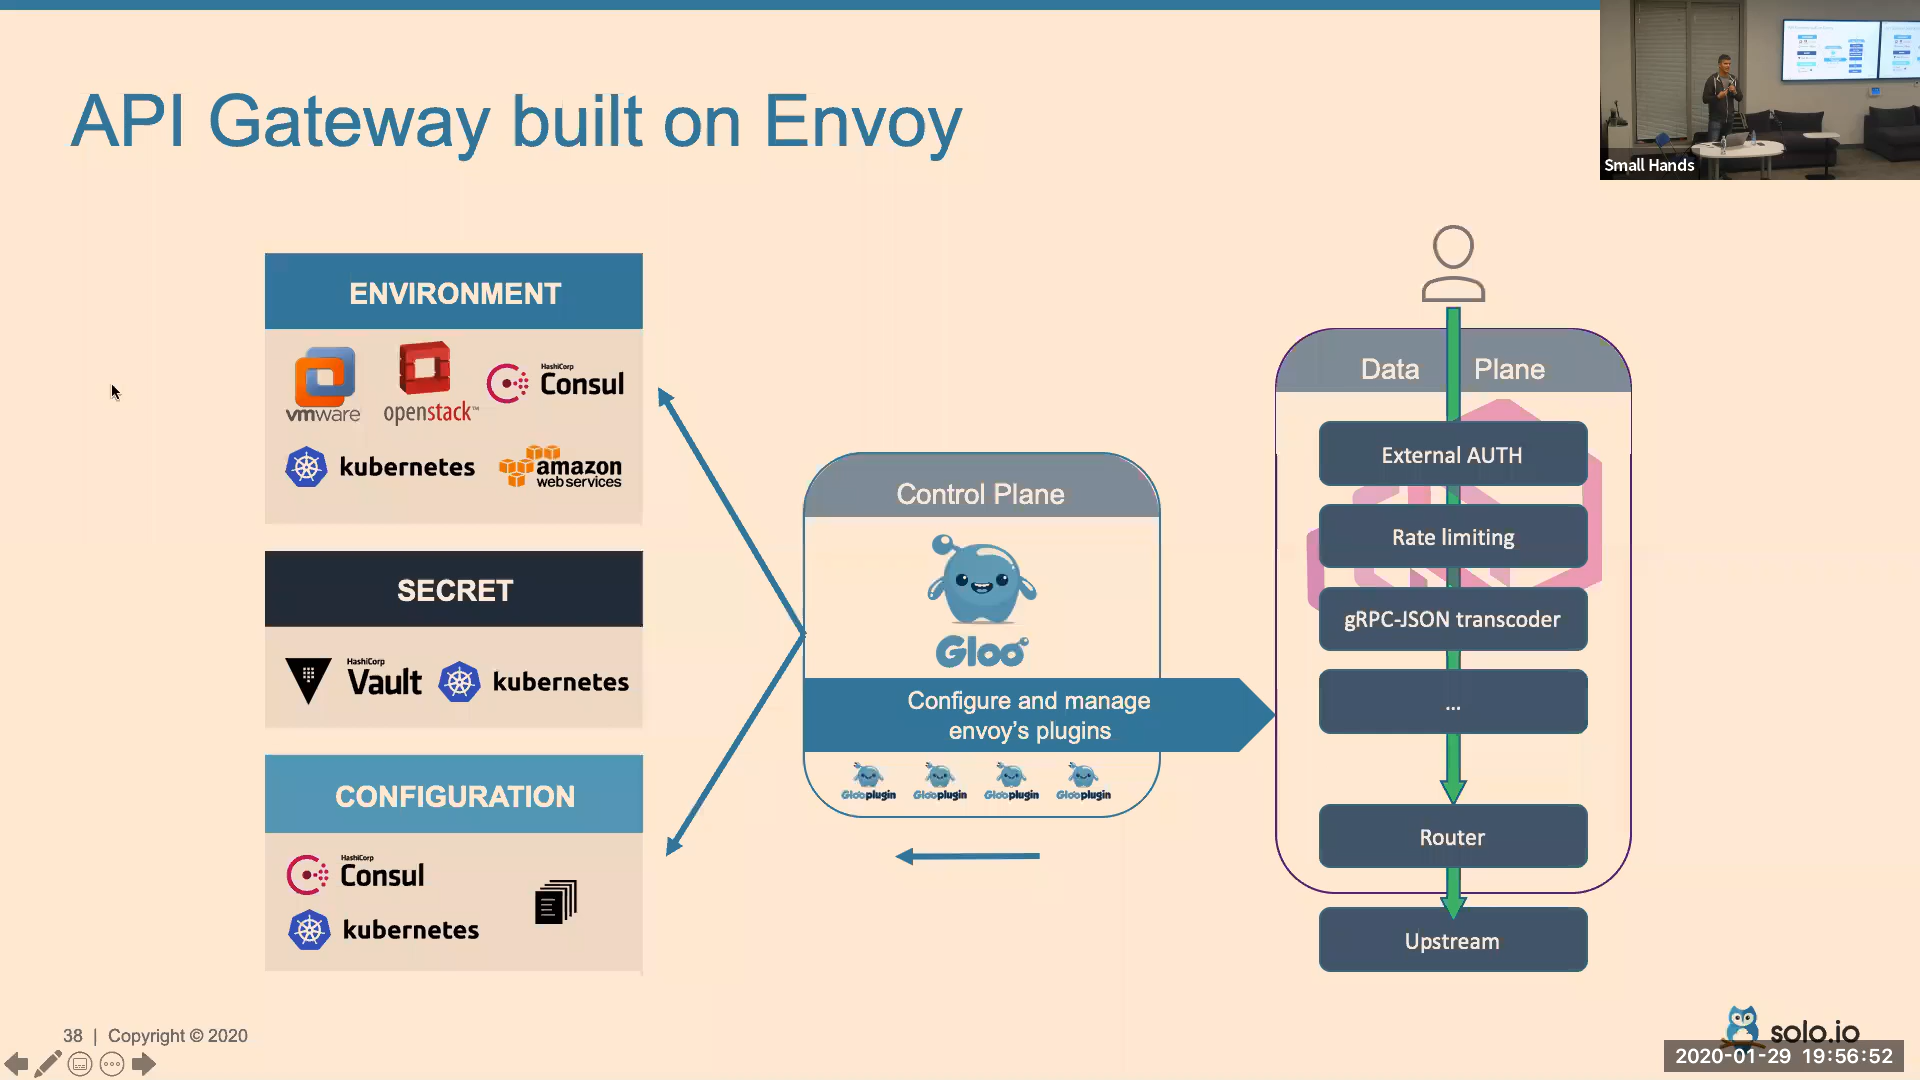 API Gateway built on Envoy
Small Hands
ENVIRONMENT
vmware
openstack™
HashiCorp
Consul
kubernetes
amazon
web services
SECRET
HashiCorp
Vault
kubernetes
CONFIGURATION
HashiCorp
Consul
kubernetes
Control Plane
Gloo
Configure and manage
envoy's plugins
Glooplugin Glooplugin Glooplugin Glooplugin
Data Plane
External AUTH
Rate limiting
gRPC-JSON transcoder
...
Router
Upstream
38 | Copyright © 2020
solo.io
2020-01-29 19:56:52